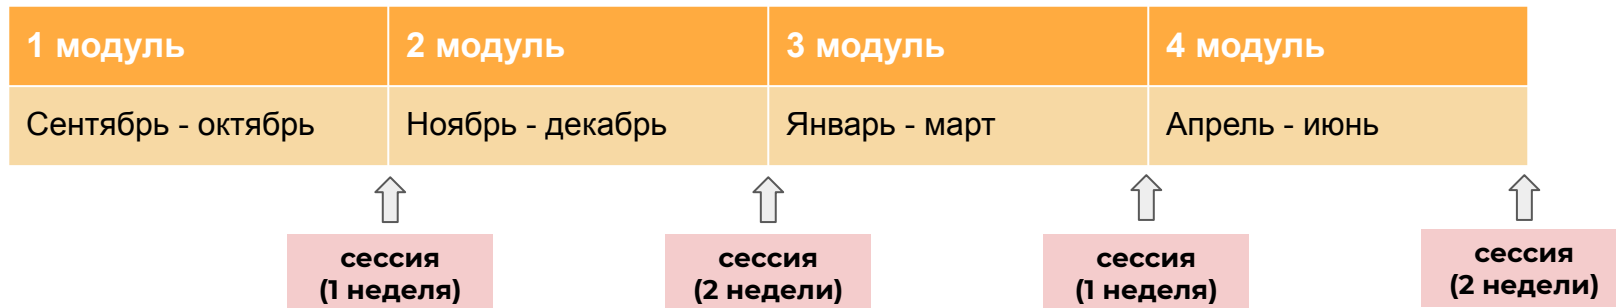 1 модуль
2 модуль
3 модуль
4 модуль
Сентябрь - октябрь
Ноябрь - декабрь
Январь - март
Апрель - июнь
сессия
(1 неделя)
сессия
(2 недели)
сессия
(1 неделя)
сессия
(2 недели)